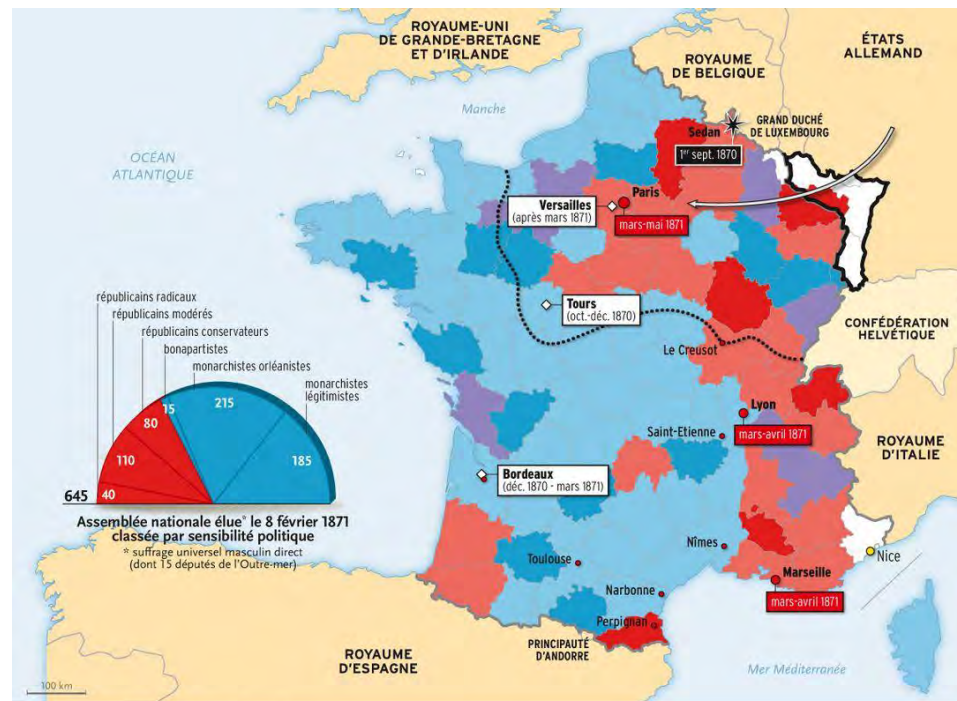 ROYAUME-UNI
DE GRANDE-BRETAGNE
ET D'IRLANDE
ÉTATS
ALLEMAND
ROYAUME
DE BELGIQUE
Manche
GRAND DUCHÉ
DE LUXEMBOURG
Sedan
1er sept. 1870
OCÉAN
ATLANTIQUE
Paris
Versailles
(après mars 1871)
mars-mai 1871
Tours
(oct.-déc. 1870)
CONFÉDÉRATION
HELVÉTIQUE
Le Creusot
républicains radicaux
républicains modérés
républicains conservateurs
bonapartistes
monarchistes orléanistes
monarchistes
légitimistes
15
215
80
110
185
40
645
Assemblée nationale élue* le 8 février 1871
classée par sensibilité politique
* suffrage universel masculin direct
(dont 15 députés de l'Outre-mer)
Lyon
mars-avril 1871
Saint-Etienne
ROYAUME
D'ITALIE
Bordeaux
(déc. 1870 - mars 1871)
Nîmes
Nice
Toulouse
Marseille
mars-avril 1871
Narbonne
Perpignan
PRINCIPAUTÉ
D'ANDORRE
ROYAUME
D'ESPAGNE
Mer Méditerranée
100 km